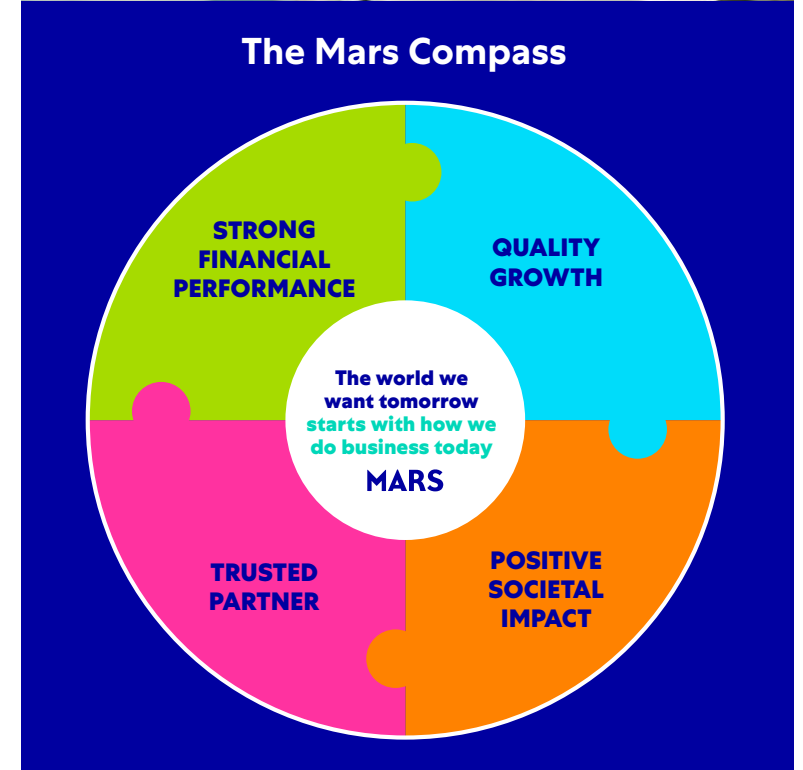 The Mars Compass
STRONG
FINANCIAL
PERFORMANCE
QUALITY
GROWTH
The world we
want tomorrow
starts with how we
do business today
MARS
TRUSTED
PARTNER
POSITIVE
SOCIETAL
IMPACT